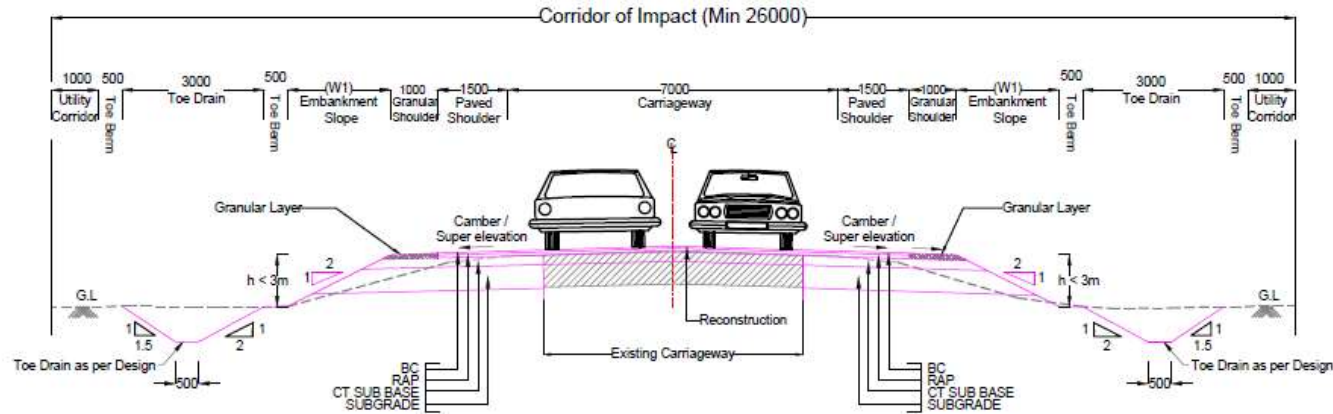 Corridor of Impact (Min 26000)
1000 500 3000 500 (W1) 1000 1500 7000 1500 1000 (W1) 500 3000 500 1000
Utility Corridor
Toe Berm
Toe Drain
Toe Berm
Embankment Slope
Granular Shoulder
Paved Shoulder
Carriageway
Paved Shoulder
Granular Shoulder
Embankment Slope
Toe Berm
Toe Drain
Toe Berm
Utility Corridor
CL
Granular Layer
Camber /
Super elevation
Camber /
Super elevation
Granular Layer
2
1
h < 3m
2
1
h < 3m
G.L
G.L
Reconstruction
1
1.5
1
2
1
2
1
1.5
Toe Drain as per Design
Existing Carriageway
Toe Drain as per Design
500
500
BC
RAP
CT SUB BASE
SUBGRADE
BC
RAP
CT SUB BASE
SUBGRADE